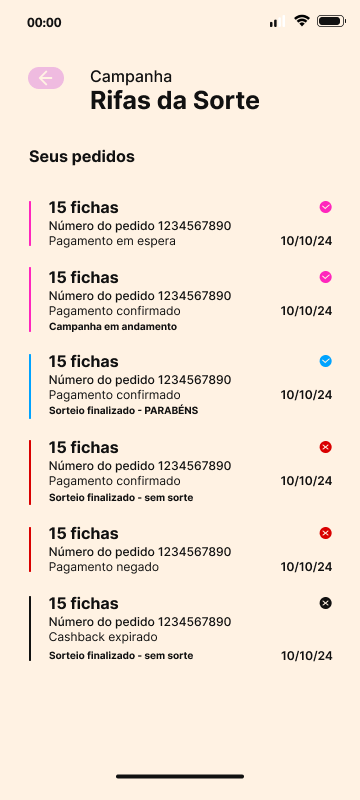 00:00
Campanha
Rifas da Sorte
Seus pedidos
15 fichas
Número do pedido 1234567890
Pagamento em espera 10/10/24
15 fichas
Número do pedido 1234567890
Pagamento confirmado 10/10/24
Campanha em andamento
15 fichas
Número do pedido 1234567890
Pagamento confirmado 10/10/24
Sorteio finalizado - PARABÉNS
15 fichas
Número do pedido 1234567890
Pagamento confirmado 10/10/24
Sorteio finalizado - sem sorte
15 fichas
Número do pedido 1234567890
Pagamento negado 10/10/24
15 fichas
Número do pedido 1234567890
Cashback expirado
Sorteio finalizado - sem sorte 10/10/24